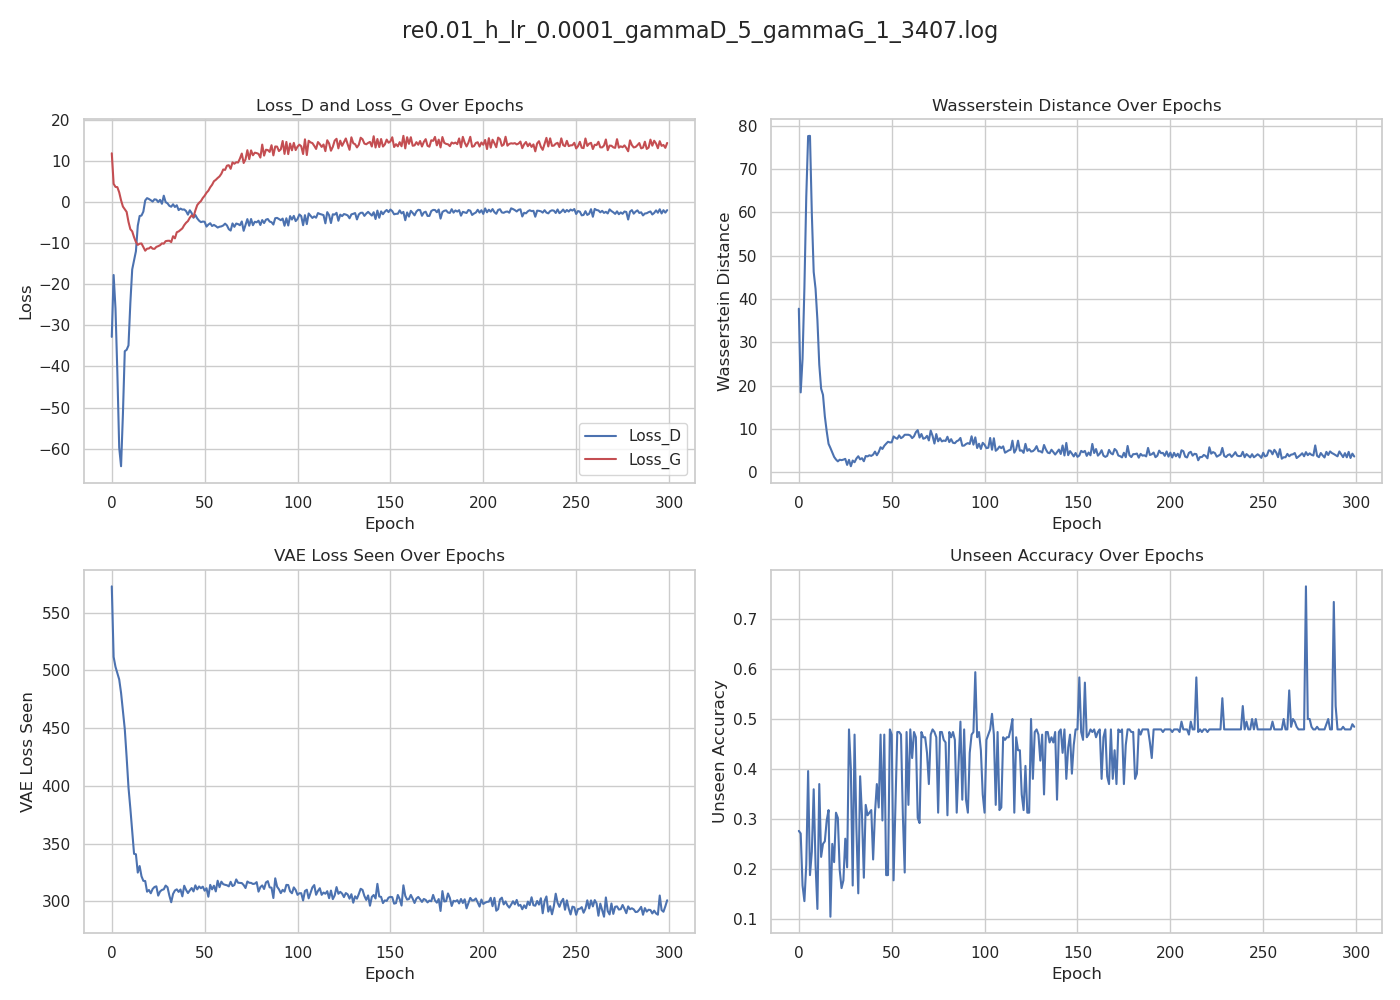 re0.01_h_lr_0.0001_gammaD_5_gammaG_1_3407.log
Loss_D and Loss_G Over Epochs
20
10
0
−10
−20
−30
−40
−50
−60
Loss
Loss_D
Loss_G
0 50 100 150 200 250 300
Epoch
Wasserstein Distance Over Epochs
80
70
60
50
40
30
20
10
0
Wasserstein Distance
0 50 100 150 200 250 300
Epoch
VAE Loss Seen Over Epochs
550
500
450
400
350
300
VAE Loss Seen
0 50 100 150 200 250 300
Epoch
Unseen Accuracy Over Epochs
0.7
0.6
0.5
0.4
0.3
0.2
0.1
Unseen Accuracy
0 50 100 150 200 250 300
Epoch